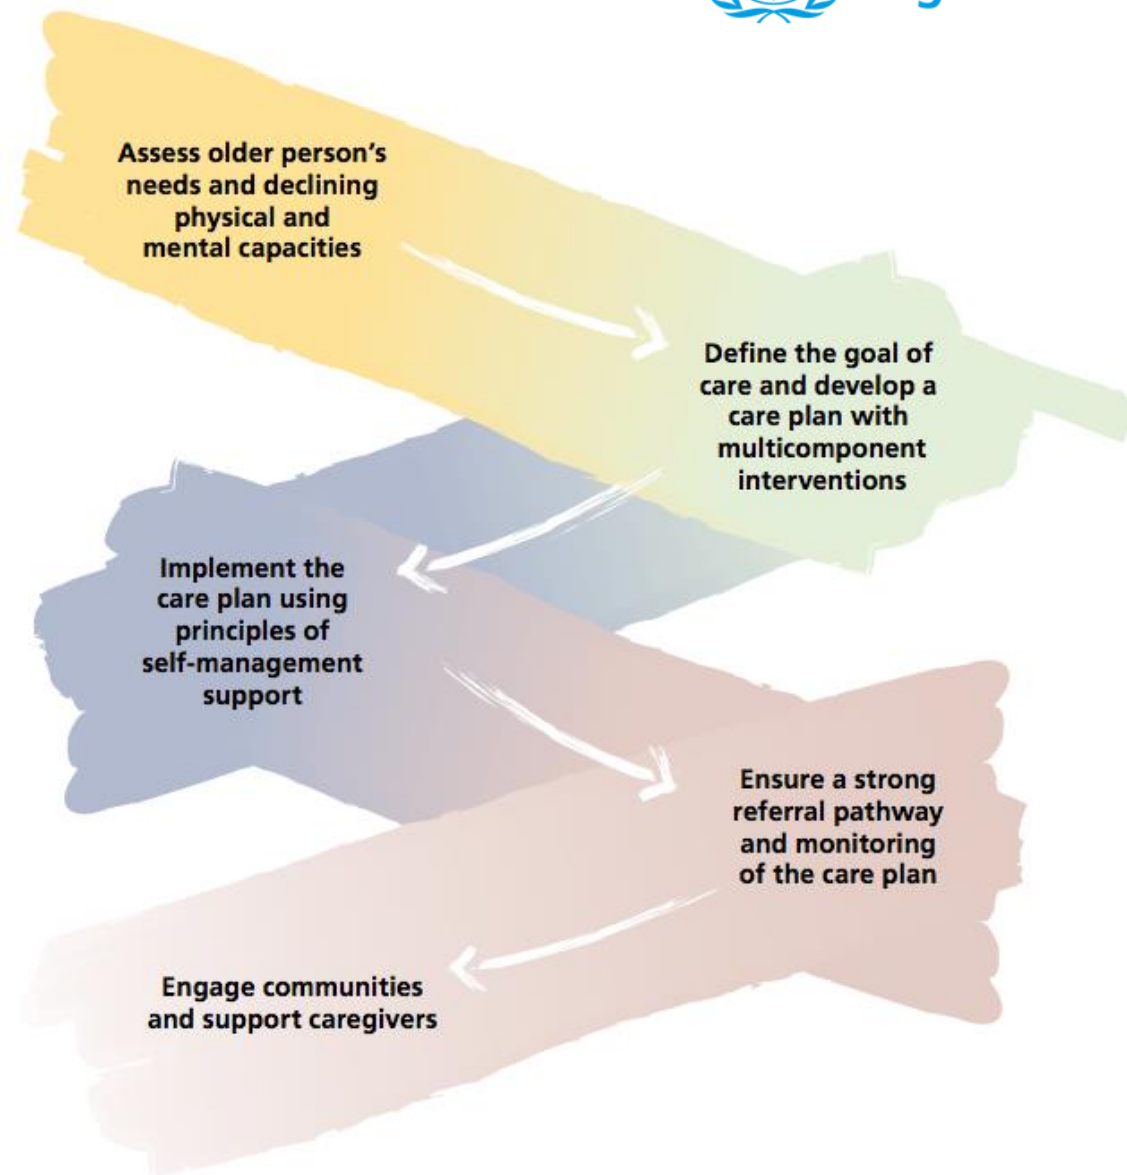 Assess older person's
needs and declining
physical and
mental capacities
Define the goal of
care and develop a
care plan with
multicomponent
interventions
Implement the
care plan using
principles of
self-management
support
Ensure a strong
referral pathway
and monitoring
of the care plan
Engage communities
and support caregivers